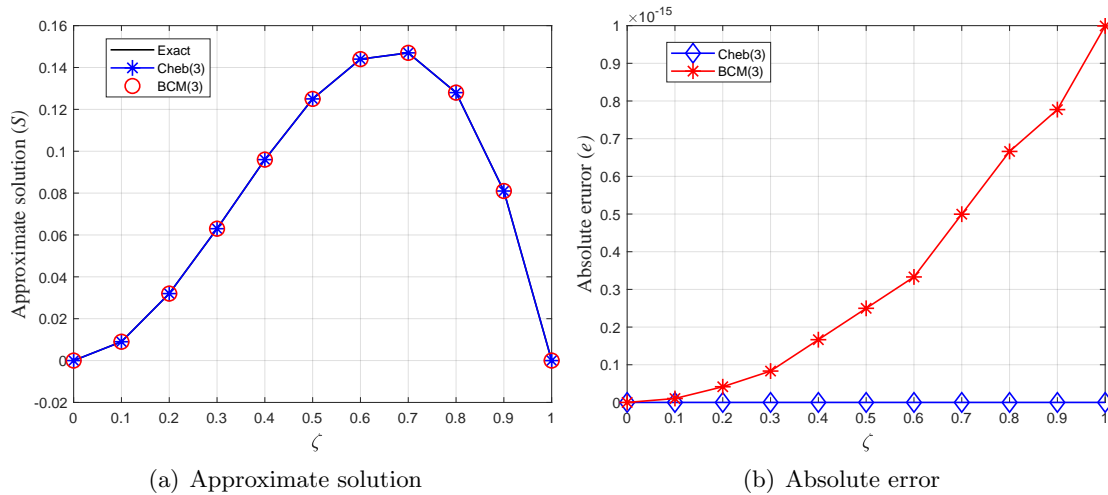 0.16
0.14
0.12
0.1
0.08
0.06
0.04
0.02
0
-0.02
Approximate solution (S)
Exact
Cheb(3)
BCM(3)
0 0.1 0.2 0.3 0.4 0.5 0.6 0.7 0.8 0.9 1
ζ
(a) Approximate solution
×10⁻¹⁵
1
0.9
0.8
0.7
0.6
0.5
0.4
0.3
0.2
0.1
0
Absolute eruror (e)
Cheb(3)
BCM(3)
0 0.1 0.2 0.3 0.4 0.5 0.6 0.7 0.8 0.9 1
ζ
(b) Absolute error